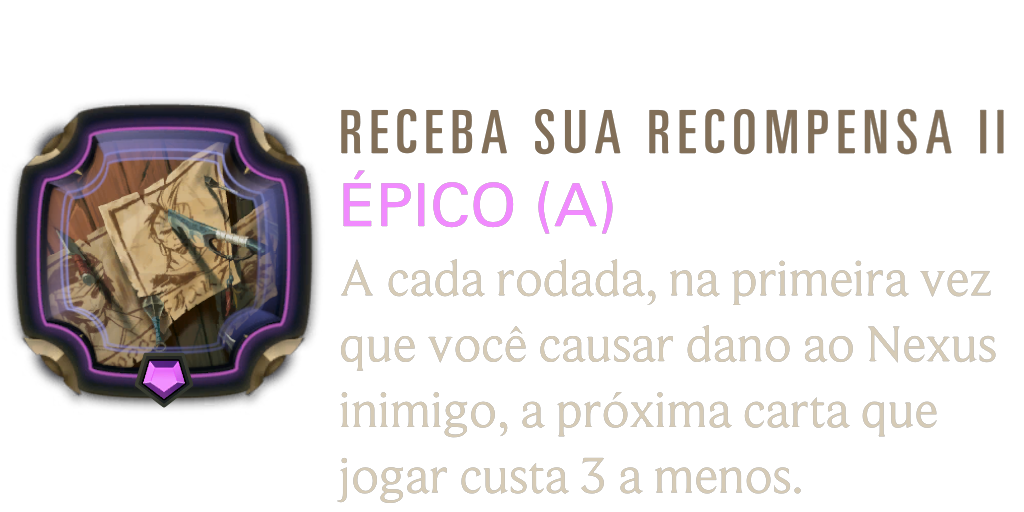 RECEBA SUA RECOMPENSA II
ÉPICO (A)
A cada rodada, na primeira vez
que você causar dano ao Nexus
inimigo, a próxima carta que
jogar custa 3 a menos.